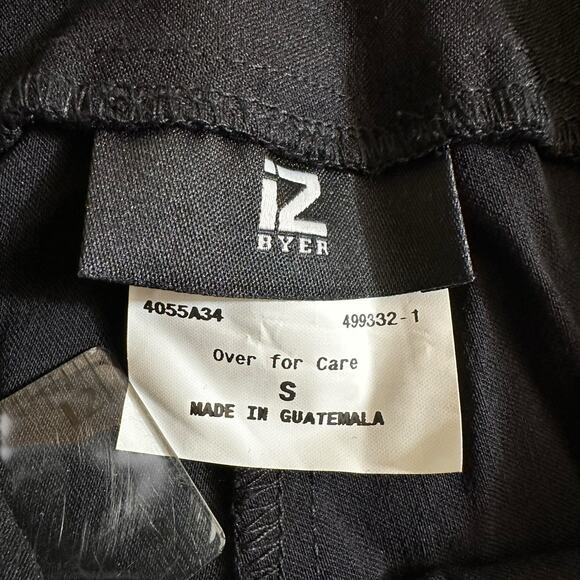 iZ
BYER
4055A34 499332-1
Over for Care
S
MADE IN GUATEMALA